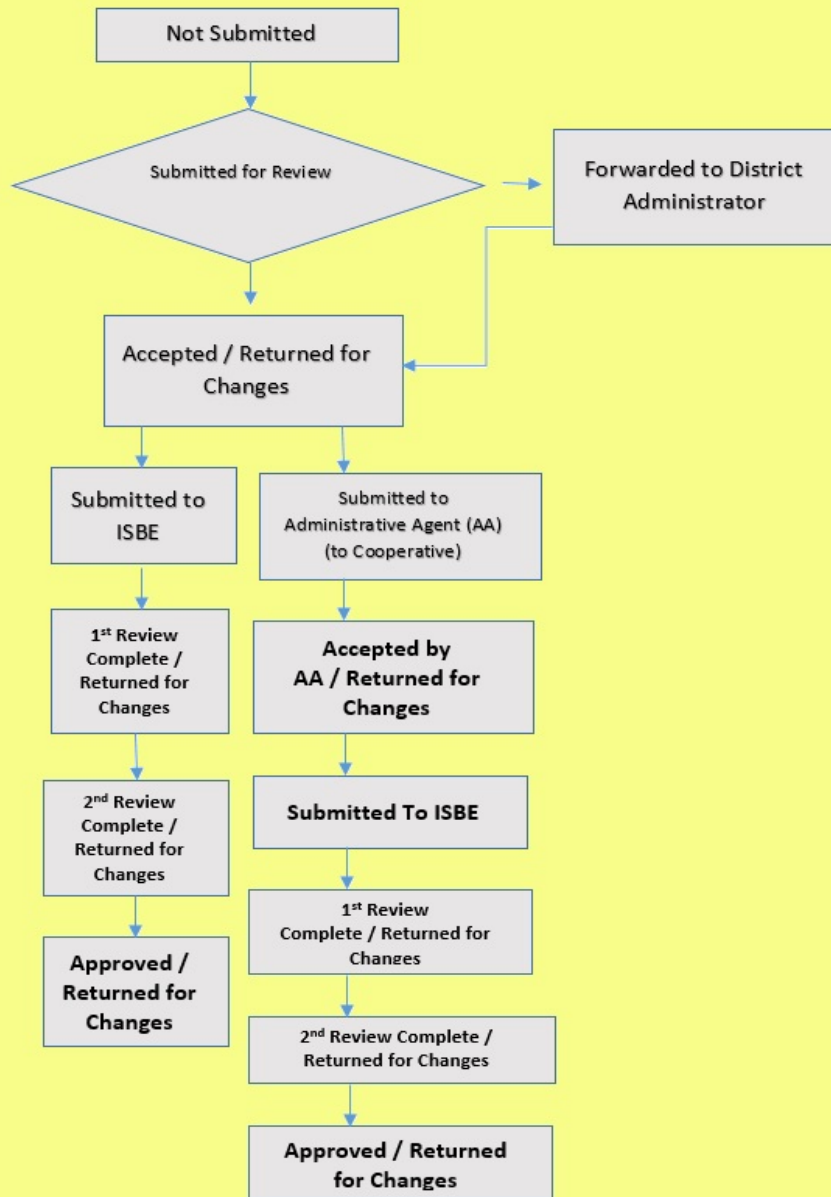 Not Submitted
Submitted for Review
Forwarded to District
Administrator
Accepted / Returned for
Changes
Submitted to
ISBE
1st Review
Complete /
Returned for
Changes
2nd Review
Complete /
Returned for
Changes
Approved /
Returned for
Changes
Submitted to
Administrative Agent (AA)
(to Cooperative)
Accepted by
AA / Returned for
Changes
Submitted To ISBE
1st Review
Complete / Returned for
Changes
2nd Review Complete /
Returned for Changes
Approved / Returned
for Changes